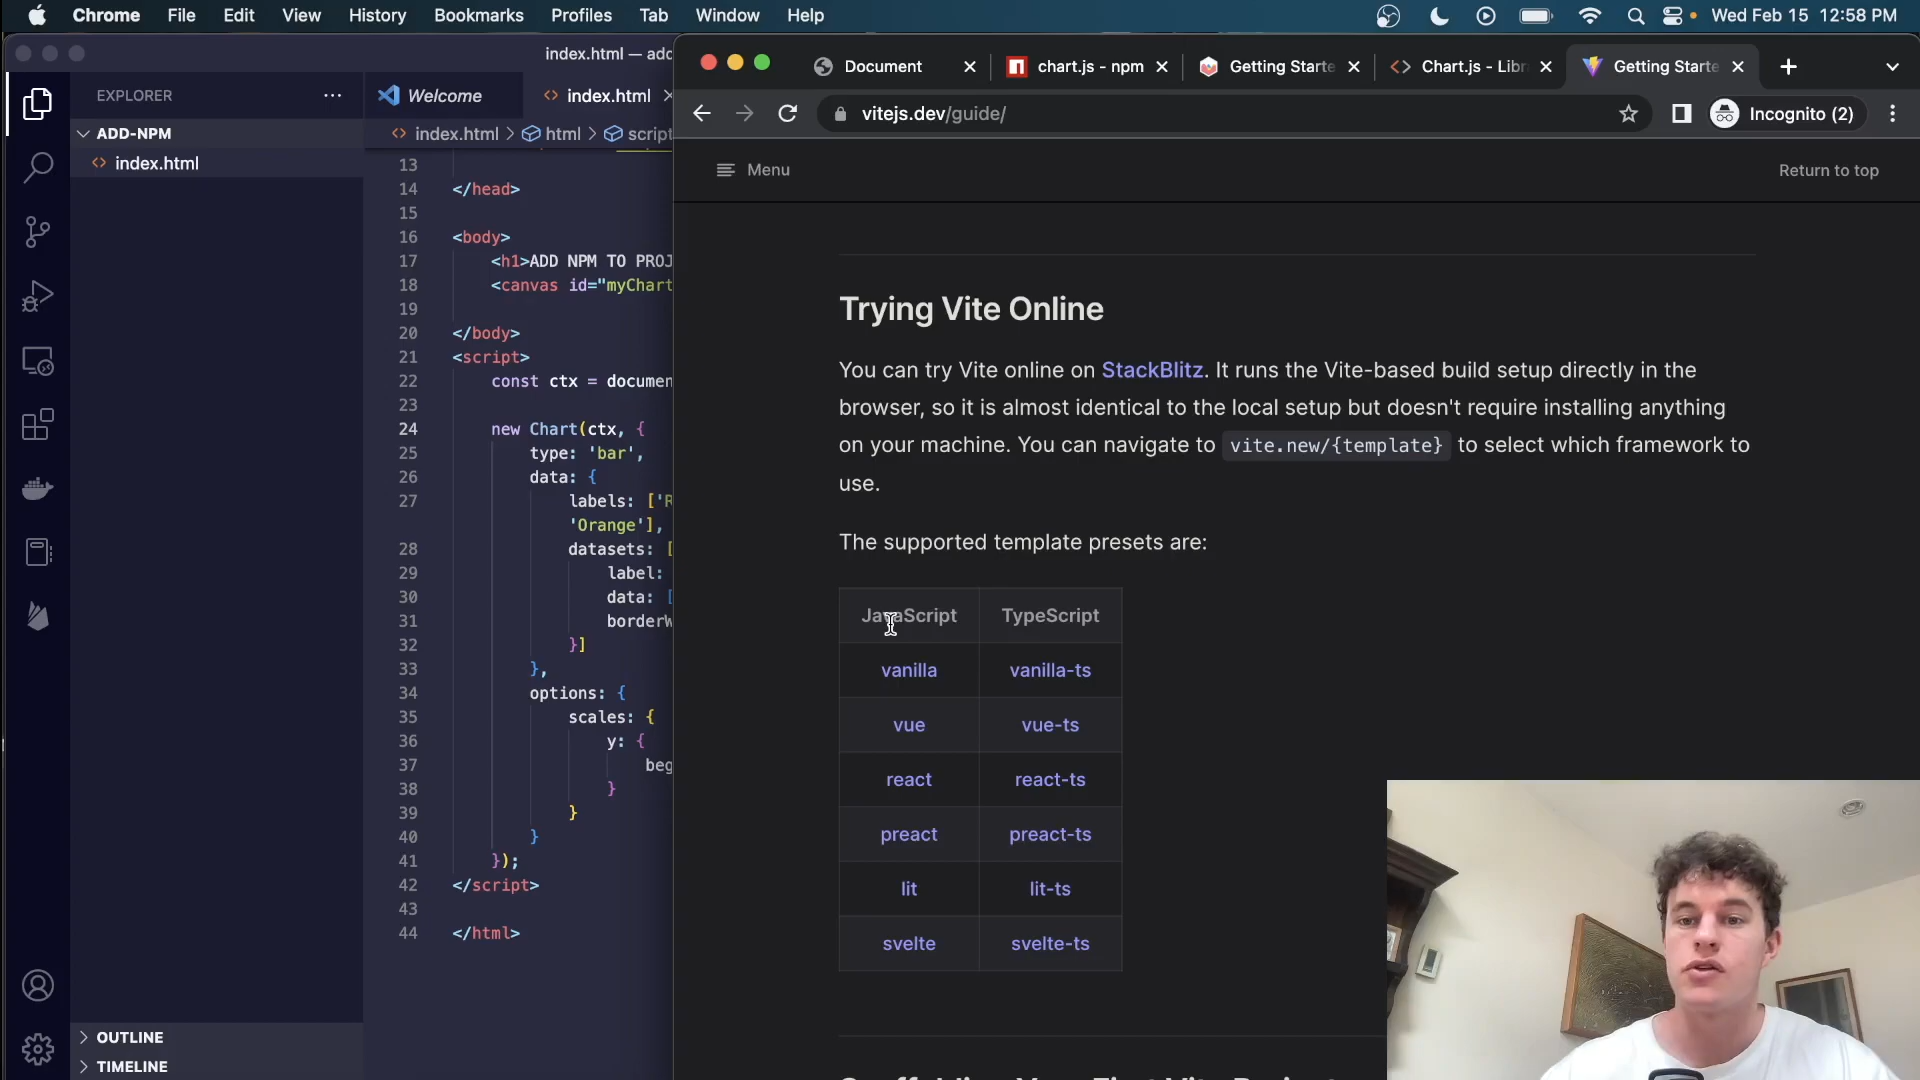 Chrome File Edit View History Bookmarks Profiles Tab Window Help Wed Feb 15 12:58 PM
index.html — add
EXPLORER
ADD-NPM
index.html
OUTLINE
TIMELINE
Welcome index.html
index.html > html > script
13
14 </head>
15
16 <body>
17 <h1>ADD NPM TO PROJ
18 <canvas id="myChart
19
20 </body>
21 <script>
22 const ctx = documen
23
24 new Chart(ctx, {
25 type: 'bar',
26 data: {
27 labels: ['R
'Orange'],
28 datasets: [
29 label:
30 data: [
31 borderW
32 }]
33 },
34 options: {
35 scales: {
36 y: {
37 beg
38 }
39 }
40 }
41 });
42 </script>
43
44 </html>
Document chart.js - npm Getting Starte Chart.js - Libr Getting Starte
vitejs.dev/guide/ Incognito (2)
Menu Return to top
Trying Vite Online
You can try Vite online on StackBlitz. It runs the Vite-based build setup directly in the
browser, so it is almost identical to the local setup but doesn't require installing anything
on your machine. You can navigate to vite.new/{template} to select which framework to
use.
The supported template presets are:
JavaScript TypeScript
vanilla vanilla-ts
vue vue-ts
react react-ts
preact preact-ts
lit lit-ts
svelte svelte-ts